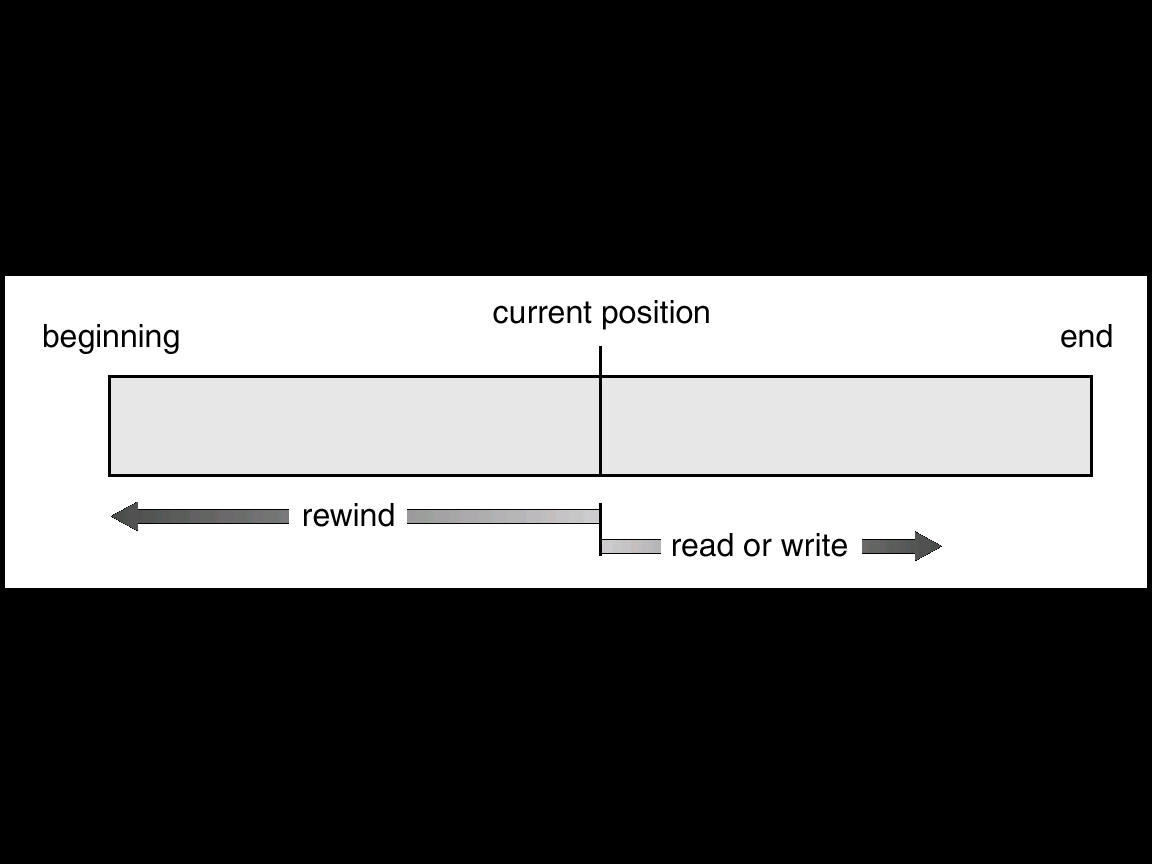 current position
beginning
end
rewind
read or write